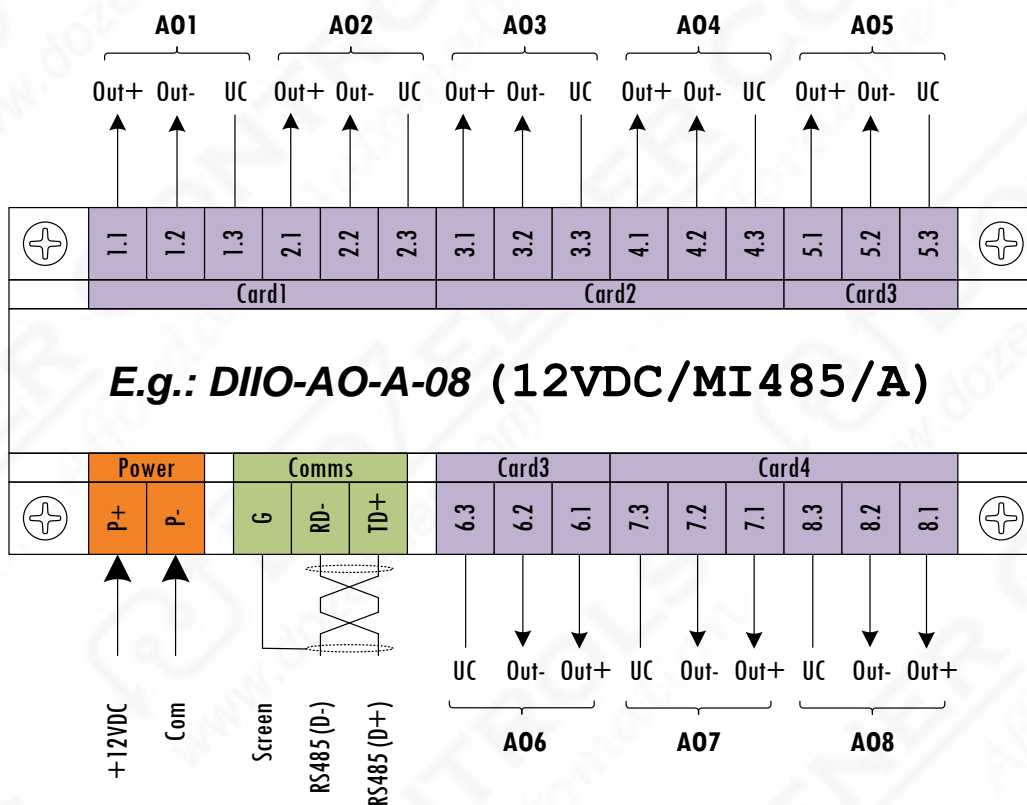 AO1 AO2 AO3 AO4 AO5
Out+ Out- UC Out+ Out- UC Out+ Out- UC Out+ Out- UC Out+ Out- UC
1.1 1.2 1.3 2.1 2.2 2.3 3.1 3.2 3.3 4.1 4.2 4.3 5.1 5.2 5.3
Card1 Card2 Card3
E.g.: DIIO-AO-A-08 (12VDC/MI485/A)
Power Comms Card3 Card4
P+ P- G RD- TD+ 6.3 6.2 6.1 7.3 7.2 7.1 8.3 8.2 8.1
UC Out- Out+ UC Out- Out+ UC Out- Out+
AO6 AO7 AO8
+12VDC Com Screen RS485(D-) RS485(D+)